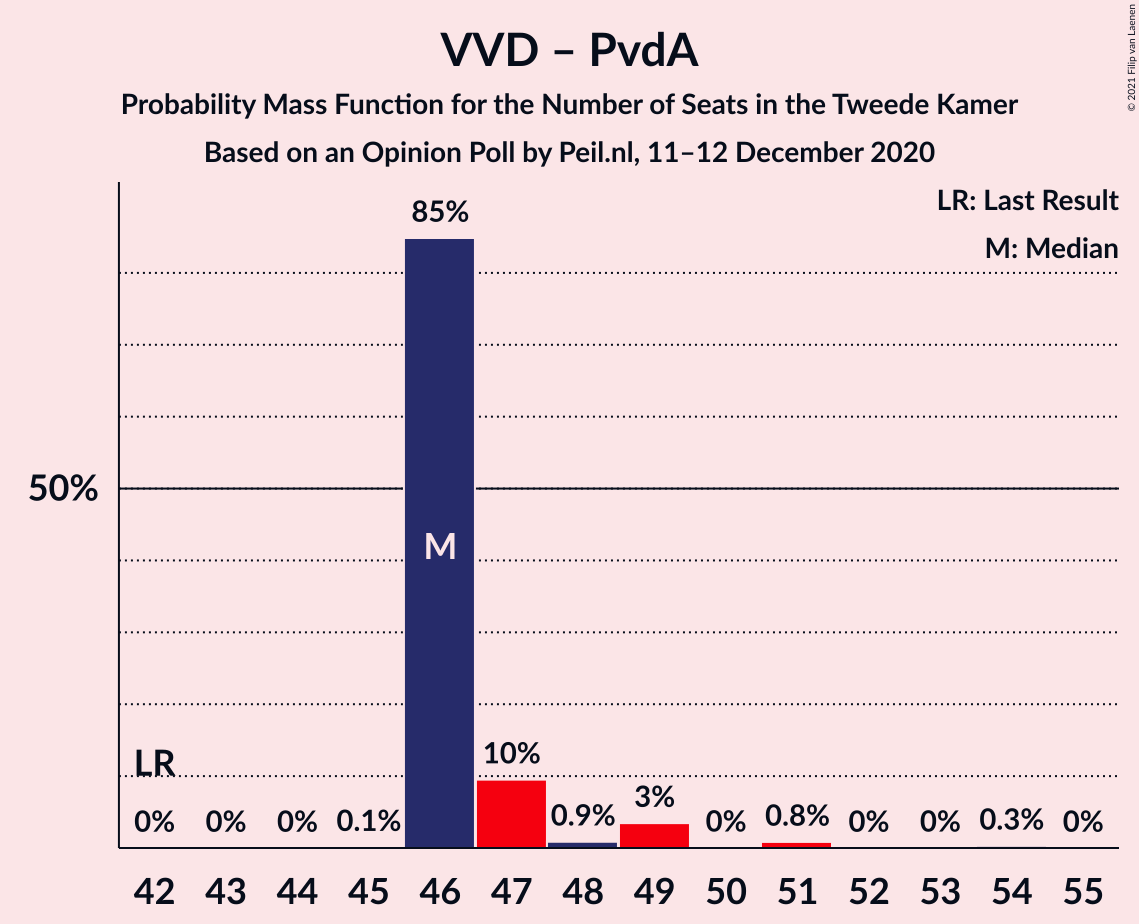 VVD – PvdA
Probability Mass Function for the Number of Seats in the Tweede Kamer
Based on an Opinion Poll by Peil.nl, 11–12 December 2020
© 2021 Filip van Laenen
LR: Last Result
M: Median
85%
50%
M
LR
10%
3%
0% 0% 0% 0.1% 0.9% 0% 0.8% 0% 0% 0.3% 0%
42 43 44 45 46 47 48 49 50 51 52 53 54 55